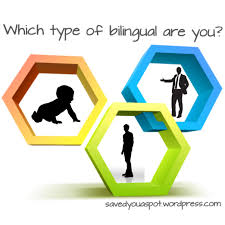 Which type of bilingual are you?
savedyouaspot.wordpress.com